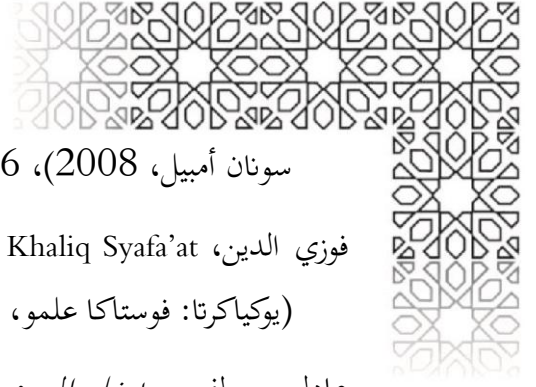 سونان أمبيل، 2008)، 6
فوزي الدين، Khaliq Syafa'at
(يوكياكرتا: فوستاكا علمو،